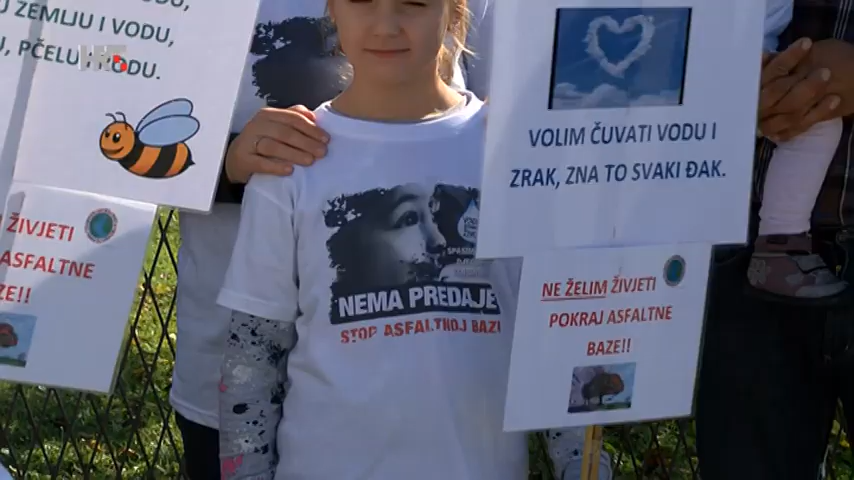 ZEMLJU I VODU,
PČELU
HRT
ŽIVJETI
ASFALTNE
BAZE!!
NEMA PREDAJE
STOP ASFALTNOJ BAZI
VOLIM ČUVATI VODU I
ZRAK, ZNA TO SVAKI ĐAK.
NE ŽELIM ŽIVJETI
POKRAJ ASFALTNE
BAZE!!